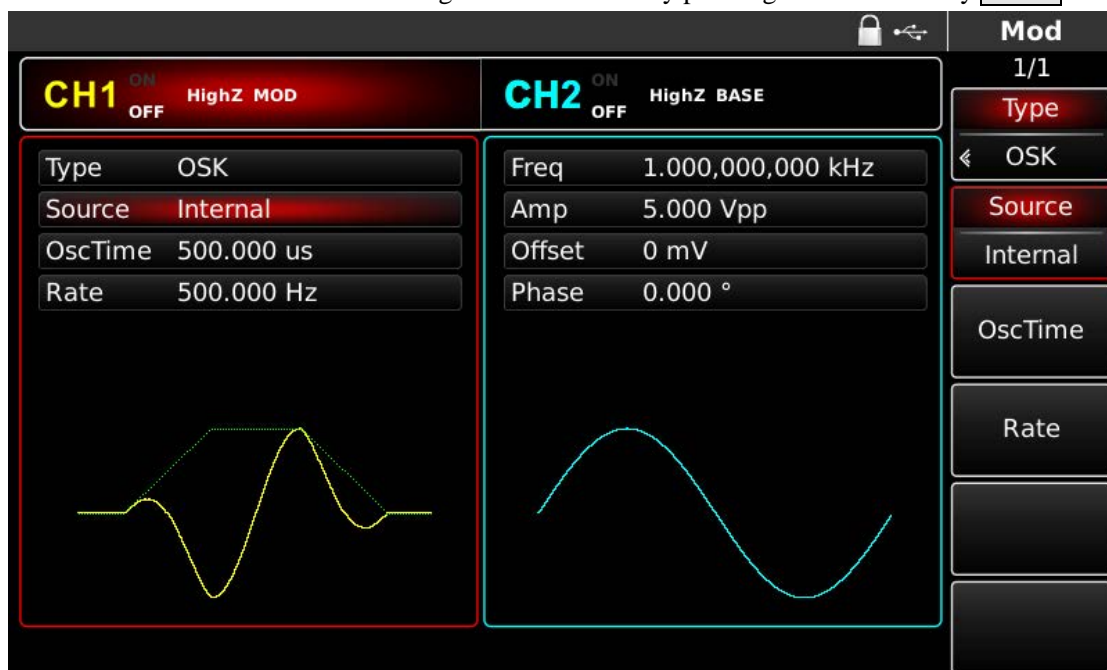 Mod
1/1
CH1 ON OFF HighZ MOD
CH2 ON OFF HighZ BASE
Type OSK
Source Internal
OscTime 500.000 us
Rate 500.000 Hz
Freq 1.000,000,000 kHz
Amp 5.000 Vpp
Offset 0 mV
Phase 0.000 °
Type
OSK
Source
Internal
OscTime
Rate